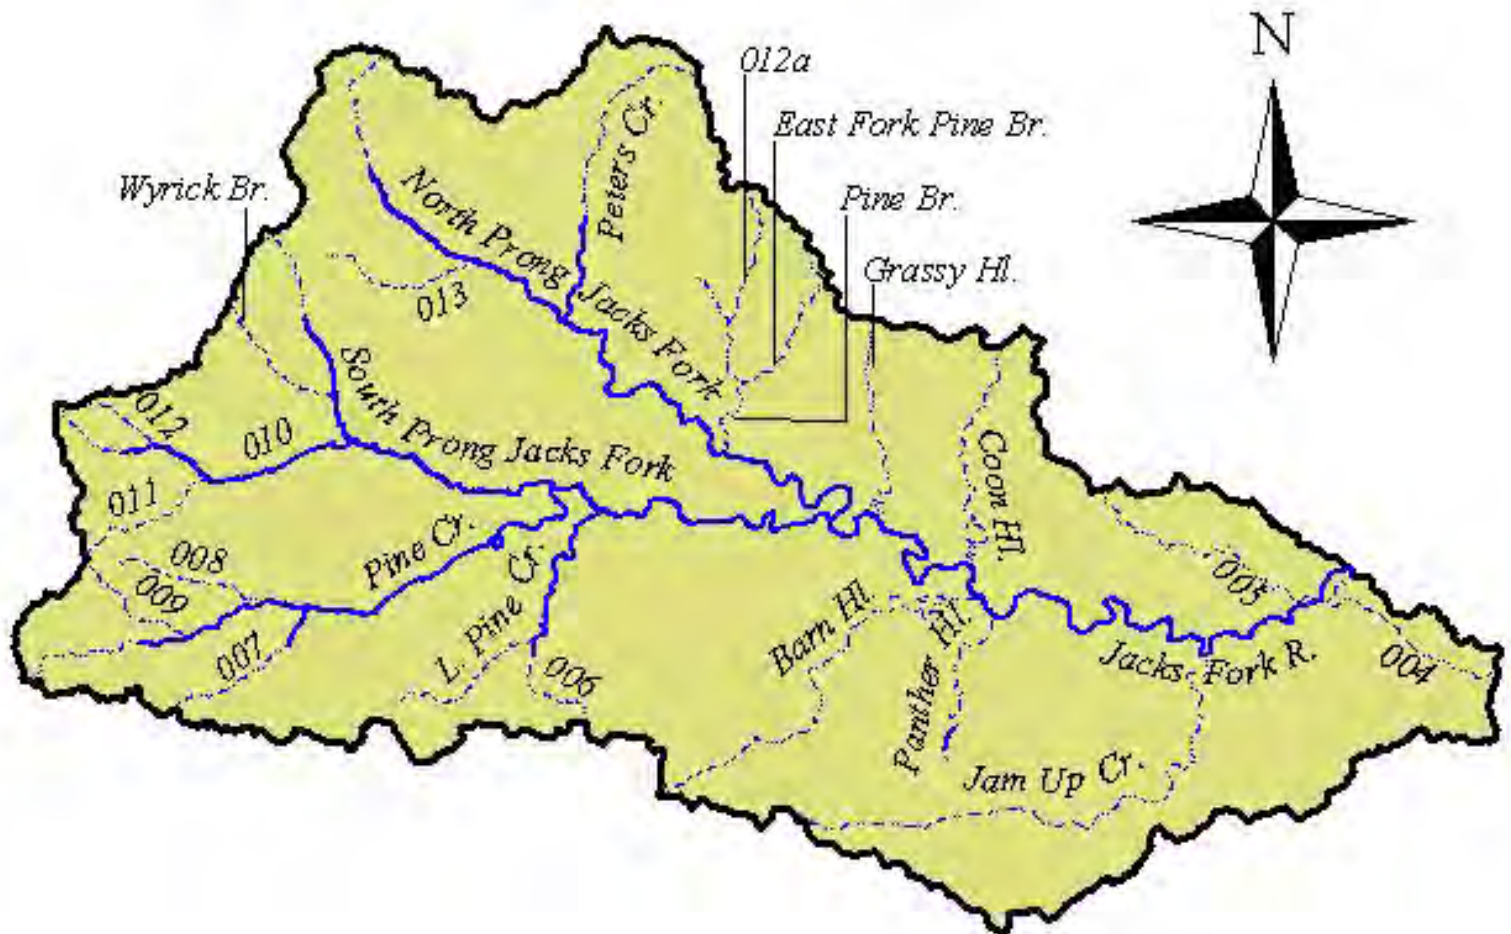 N
012a
East Fork Pine Br.
Peters Cr.
Wyrick Br.
North Prong Jacks Fork
Pine Br.
Grassy Hl.
013
South Prong Jacks Fork
012
010
011
Coon Hl.
Pine Cr.
008
009
L. Pine Cr.
007
006
005
Barn Hl.
Panther Hl.
Jacks Fork R.
004
Jam Up Cr.